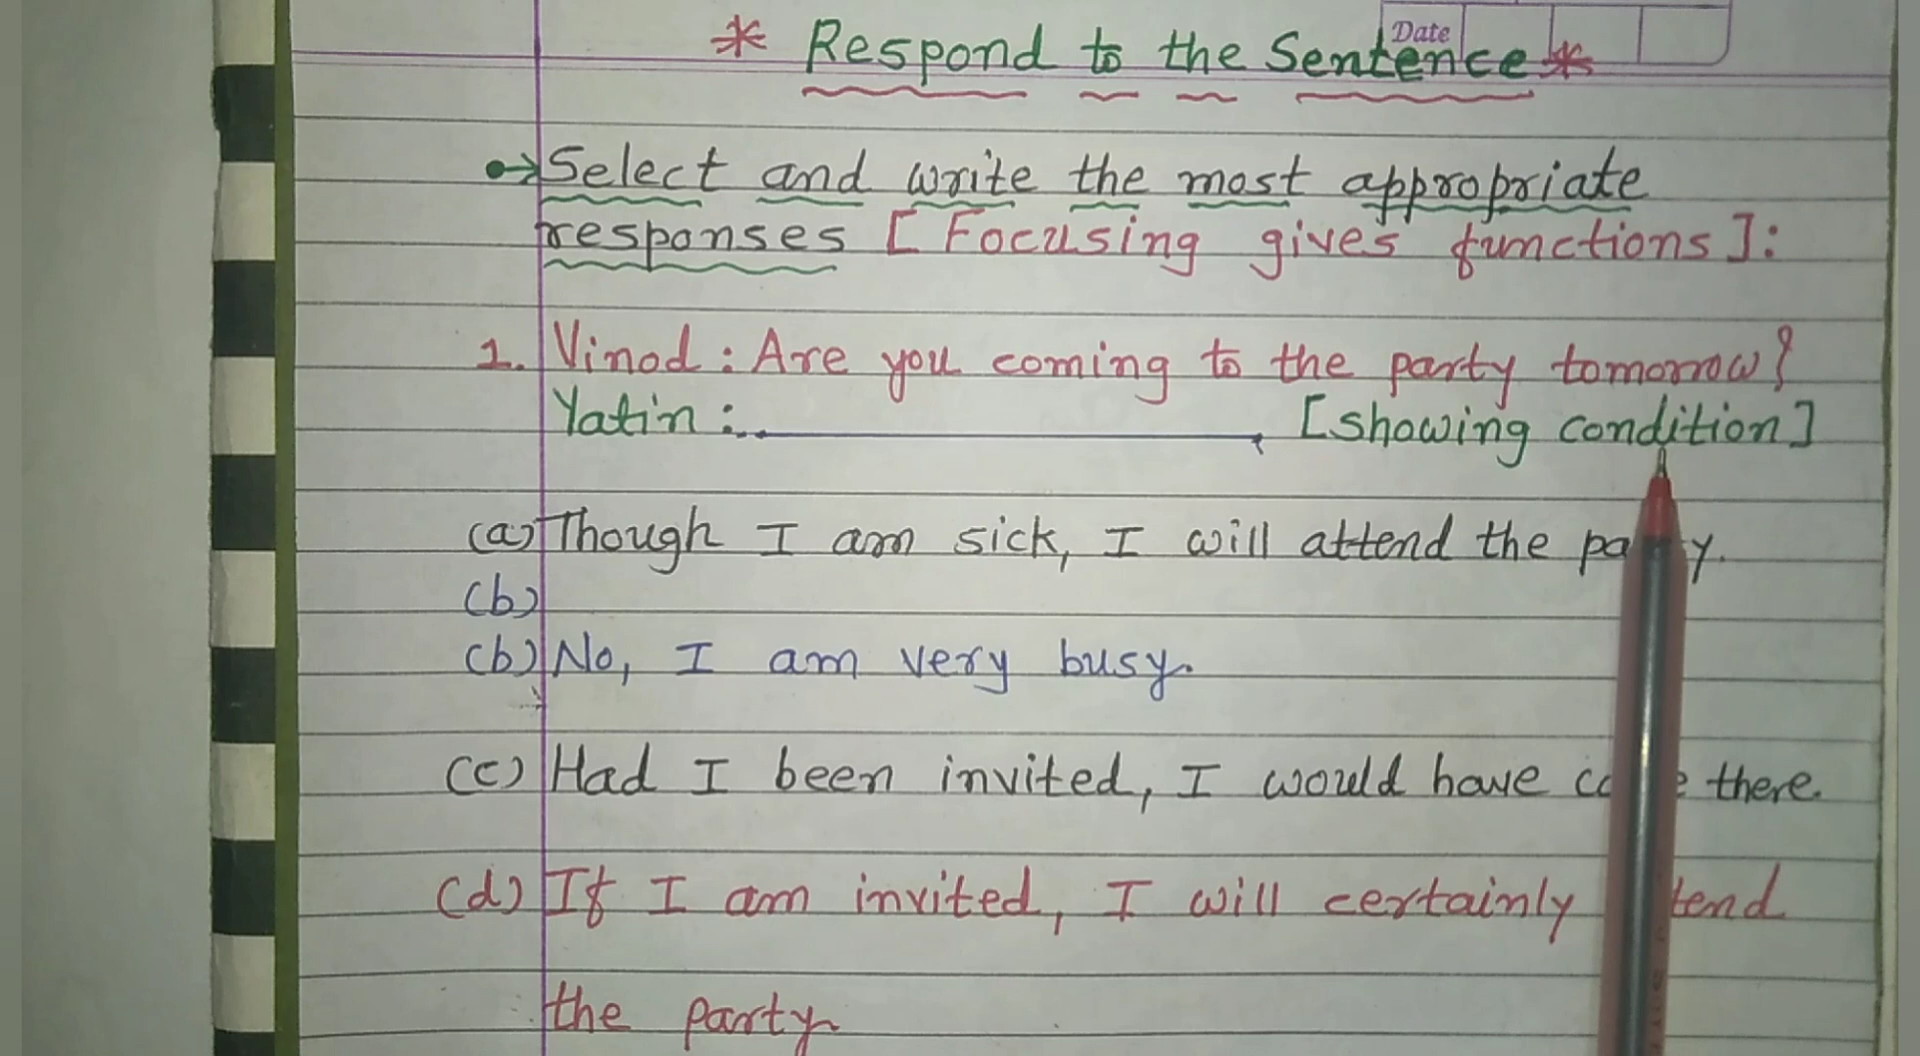 Date
* Respond to the Sentence *
Select and write the most appropriate
responses [Focusing gives functions]:
1. Vinod: Are you coming to the party tomorrow?
Yatin: . [showing condition]
(a) Though I am sick, I will attend the
(b)
(b) No, I am very busy.
(c) Had I been invited, I would have there.
(d) If I am invited, I will certainly
the party